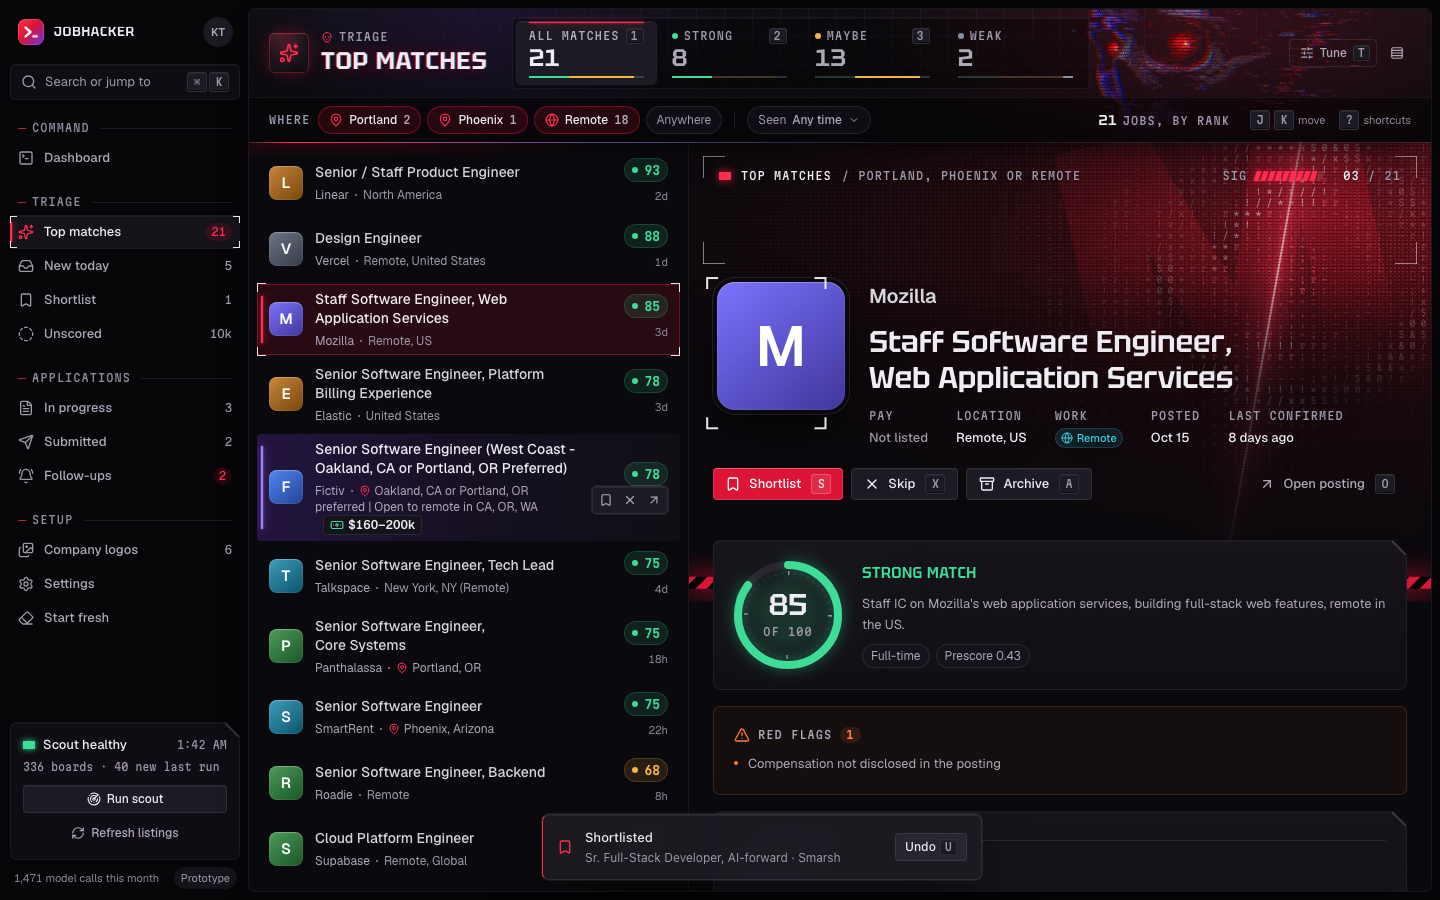 JOBHACKER
KT
Search or jump to
⌘ K
COMMAND
Dashboard
TRIAGE
Top matches 21
New today 5
Shortlist 1
Unscored 10k
APPLICATIONS
In progress 3
Submitted 2
Follow-ups 2
SETUP
Company logos 6
Settings
Start fresh
Scout healthy 1:42 AM
336 boards · 40 new last run
Run scout
Refresh listings
1,471 model calls this month Prototype
TRIAGE
TOP MATCHES
ALL MATCHES 1
21
STRONG 2
8
MAYBE 3
13
WEAK
2
Tune T
WHERE Portland 2 Phoenix 1 Remote 18 Anywhere Seen Any time
21 JOBS, BY RANK J K move ? shortcuts
L
Senior / Staff Product Engineer 93
Linear · North America 2d
V
Design Engineer 88
Vercel · Remote, United States 1d
M
Staff Software Engineer, Web
Application Services 85
Mozilla · Remote, US 3d
E
Senior Software Engineer, Platform
Billing Experience 78
Elastic · United States 3d
F
Senior Software Engineer (West Coast -
Oakland, CA or Portland, OR Preferred) 78
Fictiv · Oakland, CA or Portland, OR
preferred | Open to remote in CA, OR, WA
$160–200k
T
Senior Software Engineer, Tech Lead 75
Talkspace · New York, NY (Remote) 4d
P
Senior Software Engineer,
Core Systems 75
Panthalassa · Portland, OR 18h
S
Senior Software Engineer 75
SmartRent · Phoenix, Arizona 22h
R
Senior Software Engineer, Backend 68
Roadie · Remote 8h
S
Cloud Platform Engineer
Supabase · Remote, Global
TOP MATCHES / PORTLAND, PHOENIX OR REMOTE
SIG 03 / 21
M
Mozilla
Staff Software Engineer,
Web Application Services
PAY LOCATION WORK POSTED LAST CONFIRMED
Not listed Remote, US Remote Oct 15 8 days ago
Shortlist S
Skip X
Archive A
Open posting O
85
OF 100
STRONG MATCH
Staff IC on Mozilla's web application services, building full-stack web features, remote in
the US.
Full-time Prescore 0.43
RED FLAGS 1
Compensation not disclosed in the posting
Shortlisted
Sr. Full-Stack Developer, AI-forward · Smarsh
Undo U